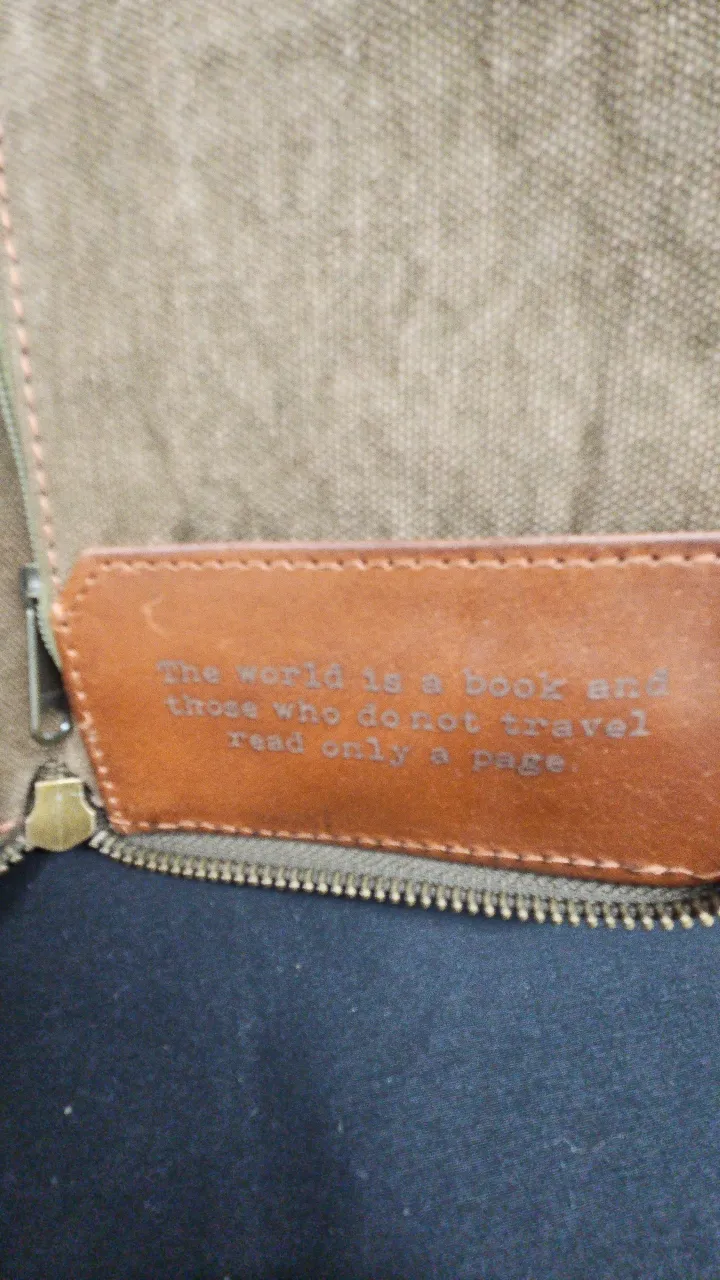 The world is a book and
those who do not travel
read only a page.